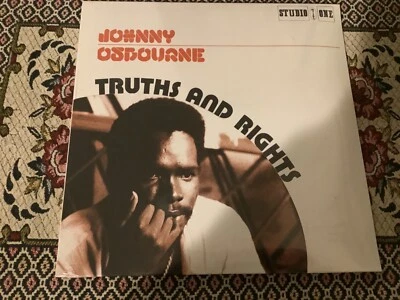 STUDIO ONE
JOHNNY
OSBOURNE
TRUTHS AND RIGHTS